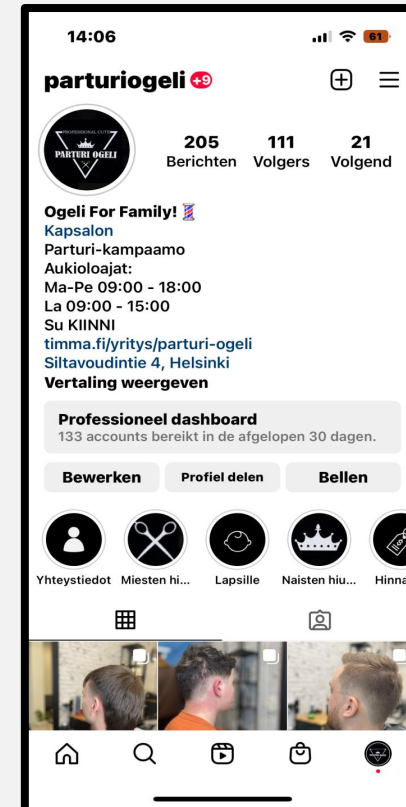 14:06
61
parturiogeli +9
PROFESSIONAL CUTS
PARTURI OGELI
205 111 21
Berichten Volgers Volgend
Ogeli For Family! 💈
Kapsalon
Parturi-kampaamo
Aukioloajat:
Ma-Pe 09:00 - 18:00
La 09:00 - 15:00
Su KIINNI
timma.fi/yritys/parturi-ogeli
Siltavoudintie 4, Helsinki
Vertaling weergeven
Professioneel dashboard
133 accounts bereikt in de afgelopen 30 dagen.
Bewerken Profiel delen Bellen
Yhteystiedot Miesten hi... Lapsille Naisten hiu... Hinna